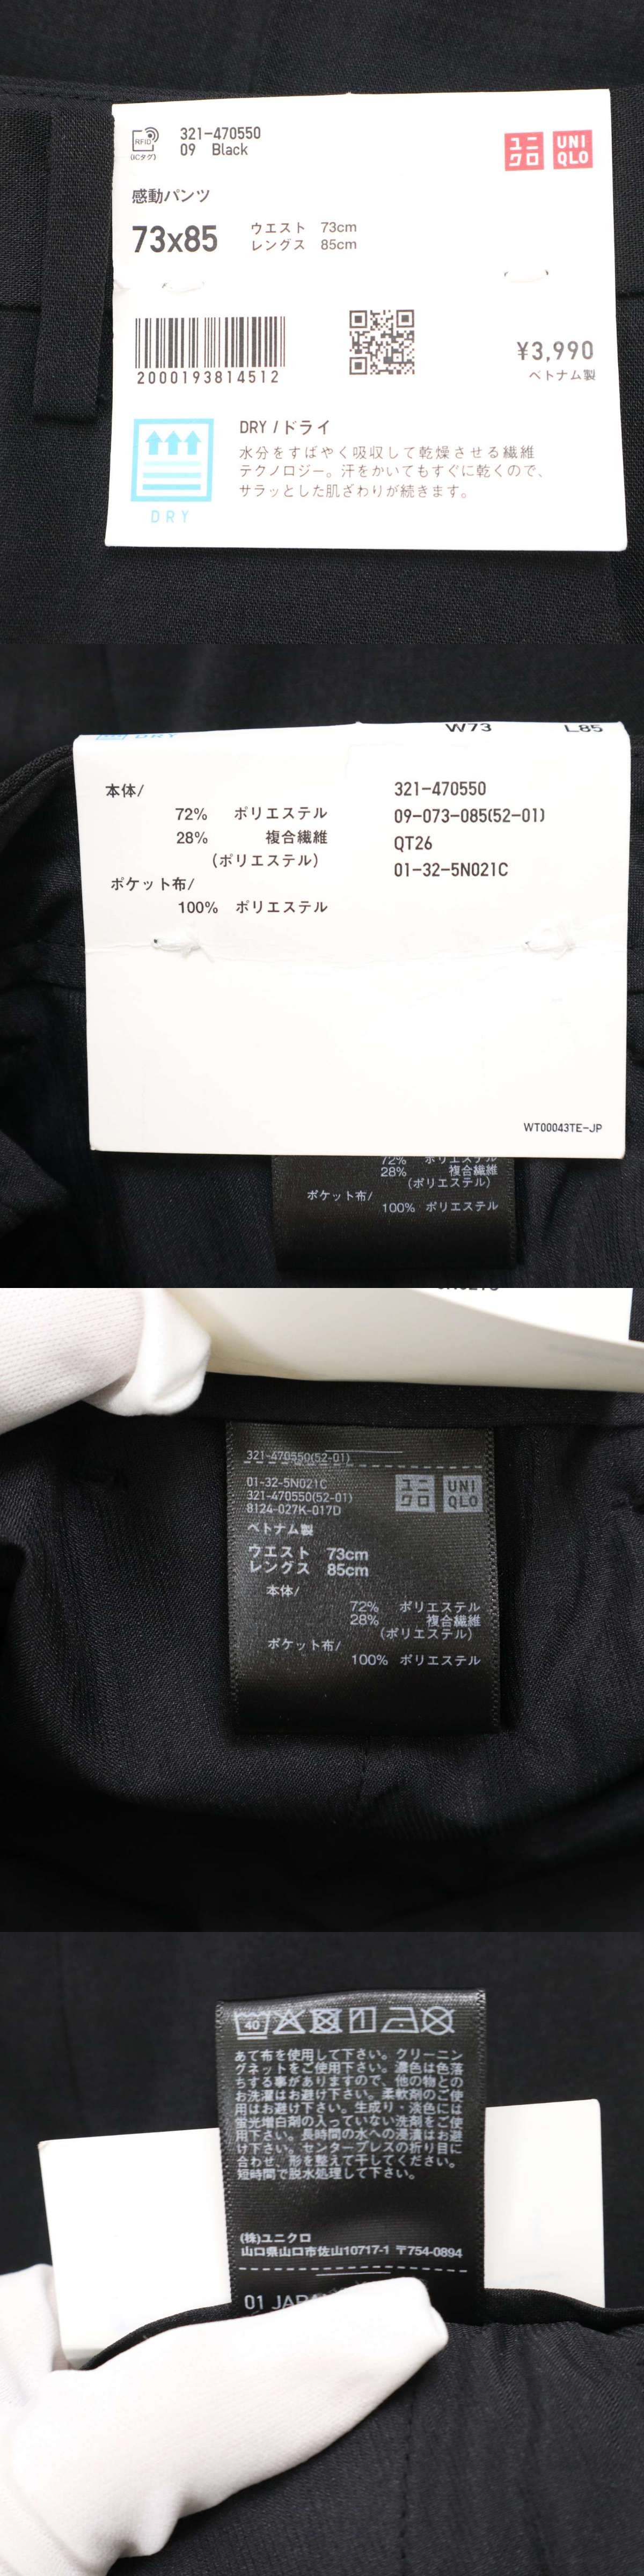 RFID
(ICタグ)
321-470550
09 Black
ユニ
クロ
UNI
QLO
感動パンツ
73x85
ウエスト 73cm
レングス 85cm
2000193814512
¥3,990
ベトナム製
DRY
DRY /ドライ
水分をすばやく吸収して乾燥させる繊維
テクノロジー。汗をかいてもすぐに乾くので、
サラッとした肌ざわりが続きます。
DRY
W73 L85
本体/
72% ポリエステル
28% 複合繊維
(ポリエステル)
ポケット布/
100% ポリエステル
321-470550
09-073-085(52-01)
QT26
01-32-5N021C
WT00043TE-JP
72% ポリエステル
28% 複合繊維
(ポリエステル)
ポケット布/
100% ポリエステル
321-470550(52-01)
01-32-5N021C
321-470550(52-01)
8124-027K-017D
ユニ
クロ
UNI
QLO
ベトナム製
ウエスト 73cm
レングス 85cm
本体/
72% ポリエステル
28% 複合繊維
(ポリエステル)
ポケット布/
100% ポリエステル
40
あて布を使用して下さい。クリーニン
グネットをご使用下さい。濃色は色落
ちする事がありますので、他の物との
お洗濯はお避け下さい。柔軟剤のご使
用はお避け下さい。生成り・淡色には
蛍光増白剤の入っていない洗剤をご使
用下さい。長時間の水への浸漬はお避
け下さい。センタープレスの折り目に
合わせ、形を整えて干してください。
短時間で脱水処理して下さい。
(株)ユニクロ
山口県山口市佐山10717-1 〒754-0894
01 JAPA